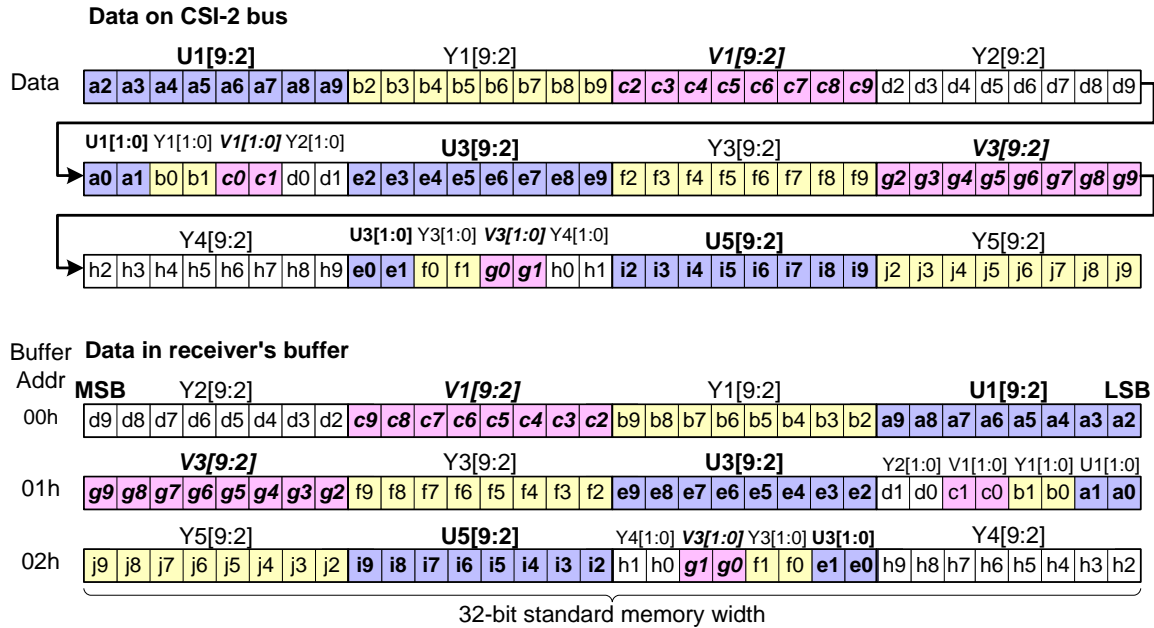 Data on CSI-2 bus
U1[9:2] Y1[9:2] V1[9:2] Y2[9:2]
Data a2 a3 a4 a5 a6 a7 a8 a9 b2 b3 b4 b5 b6 b7 b8 b9 c2 c3 c4 c5 c6 c7 c8 c9 d2 d3 d4 d5 d6 d7 d8 d9
U1[1:0] Y1[1:0] V1[1:0] Y2[1:0] U3[9:2] Y3[9:2] V3[9:2]
a0 a1 b0 b1 c0 c1 d0 d1 e2 e3 e4 e5 e6 e7 e8 e9 f2 f3 f4 f5 f6 f7 f8 f9 g2 g3 g4 g5 g6 g7 g8 g9
Y4[9:2] U3[1:0] Y3[1:0] V3[1:0] Y4[1:0] U5[9:2] Y5[9:2]
h2 h3 h4 h5 h6 h7 h8 h9 e0 e1 f0 f1 g0 g1 h0 h1 i2 i3 i4 i5 i6 i7 i8 i9 j2 j3 j4 j5 j6 j7 j8 j9
Buffer Addr Data in receiver's buffer
MSB Y2[9:2] V1[9:2] Y1[9:2] U1[9:2] LSB
00h d9 d8 d7 d6 d5 d4 d3 d2 c9 c8 c7 c6 c5 c4 c3 c2 b9 b8 b7 b6 b5 b4 b3 b2 a9 a8 a7 a6 a5 a4 a3 a2
V3[9:2] Y3[9:2] U3[9:2] Y2[1:0] V1[1:0] Y1[1:0] U1[1:0]
01h g9 g8 g7 g6 g5 g4 g3 g2 f9 f8 f7 f6 f5 f4 f3 f2 e9 e8 e7 e6 e5 e4 e3 e2 d1 d0 c1 c0 b1 b0 a1 a0
Y5[9:2] U5[9:2] Y4[1:0] V3[1:0] Y3[1:0] U3[1:0] Y4[9:2]
02h j9 j8 j7 j6 j5 j4 j3 j2 i9 i8 i7 i6 i5 i4 i3 i2 h1 h0 g1 g0 f1 f0 e1 e0 h9 h8 h7 h6 h5 h4 h3 h2
32-bit standard memory width